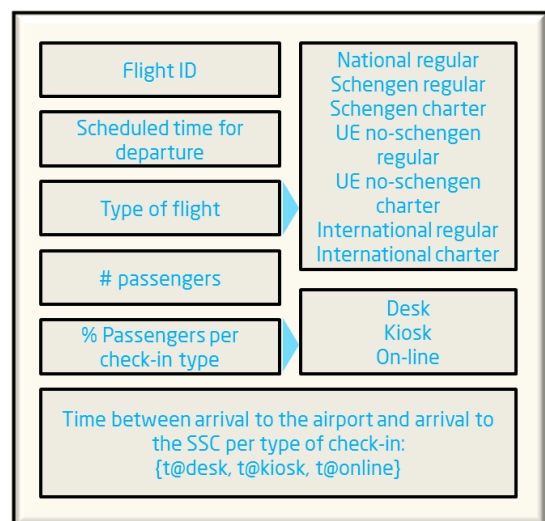 Flight ID
Scheduled time for
departure
Type of flight
# passengers
% Passengers per
check-in type
National regular
Schengen regular
Schengen charter
UE no-schengen
regular
UE no-schengen
charter
International regular
International charter
Desk
Kiosk
On-line
Time between arrival to the airport and arrival to
the SSC per type of check-in:
{t@desk, t@kiosk, t@online}